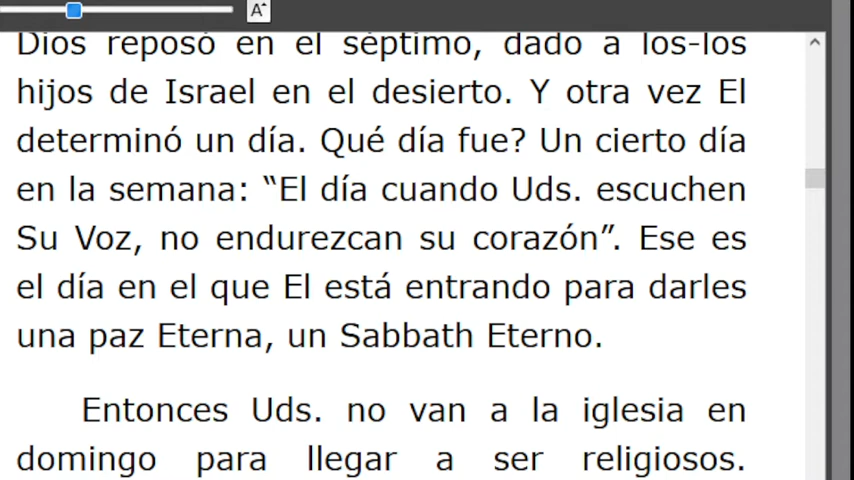 A
Dios reposó en el séptimo, dado a los-los
hijos de Israel en el desierto. Y otra vez El
determinó un día. Qué día fue? Un cierto día
en la semana: “El día cuando Uds. escuchen
Su Voz, no endurezcan su corazón”. Ese es
el día en el que El está entrando para darles
una paz Eterna, un Sabbath Eterno.
Entonces Uds. no van a la iglesia en
domingo para llegar a ser religiosos.